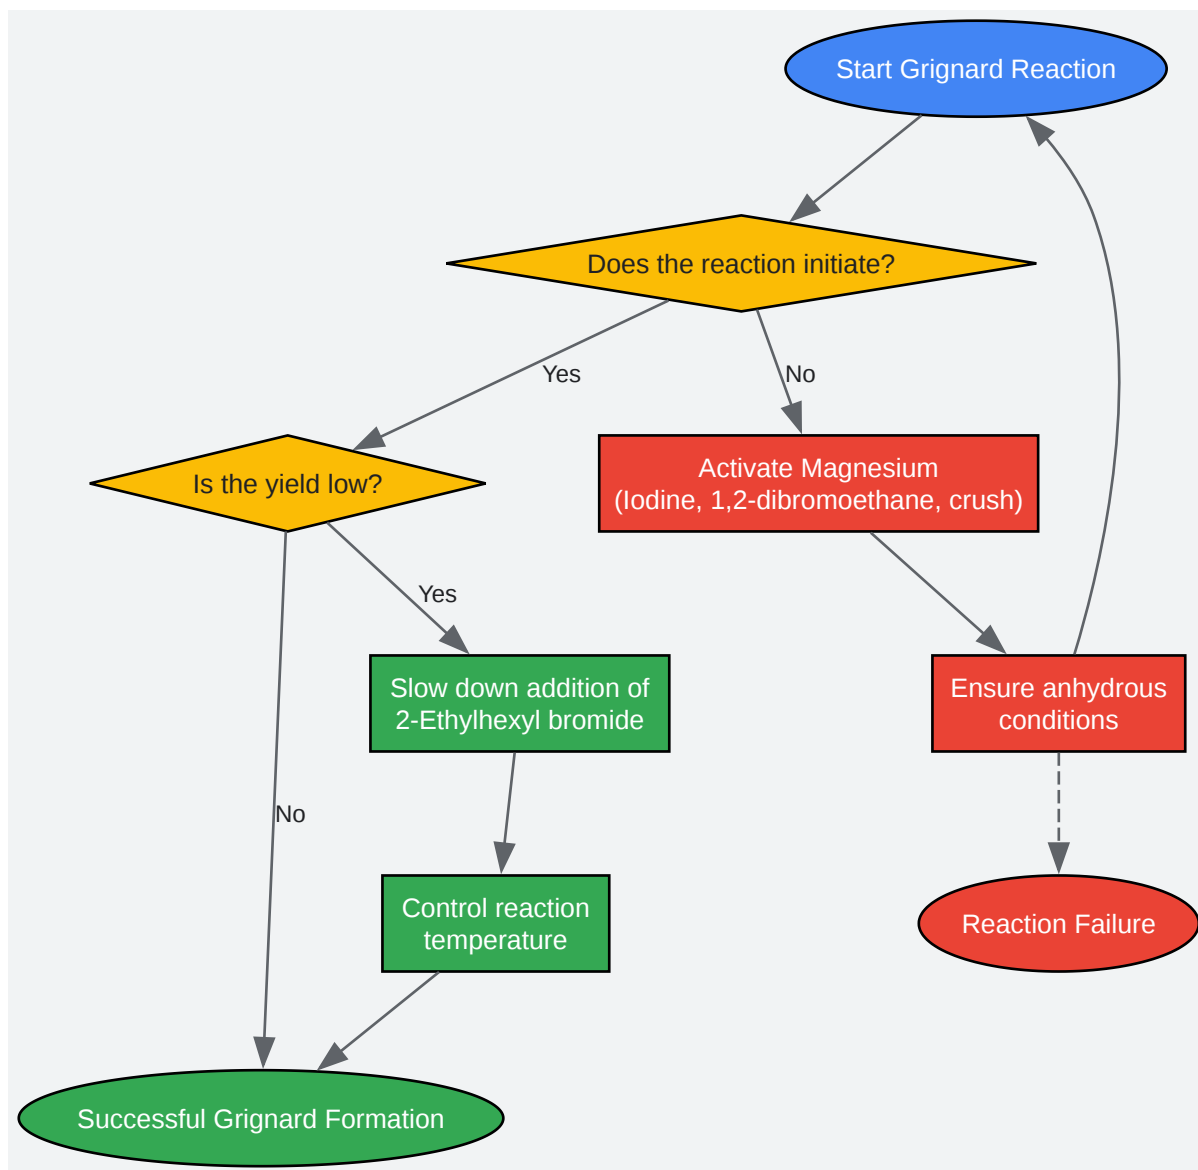 Start Grignard Reaction
Does the reaction initiate?
Yes
No
Is the yield low?
Activate Magnesium
(Iodine, 1,2-dibromoethane, crush)
Yes
Slow down addition of
2-Ethylhexyl bromide
Ensure anhydrous
conditions
No
Control reaction
temperature
Reaction Failure
Successful Grignard Formation